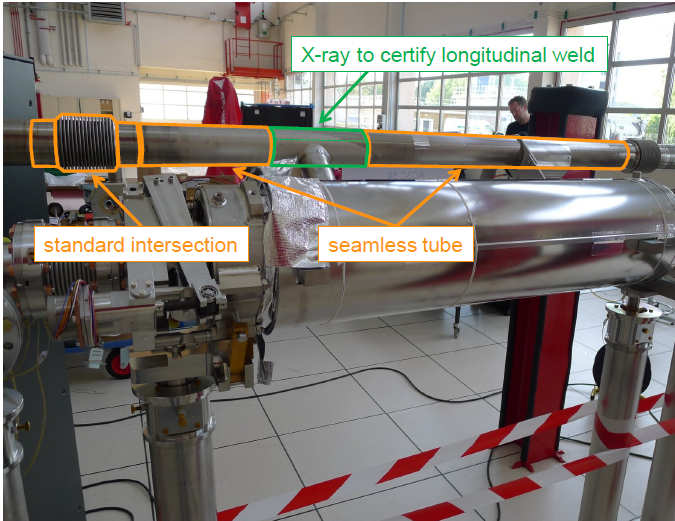 X-ray to certify longitudinal weld
standard intersection
seamless tube